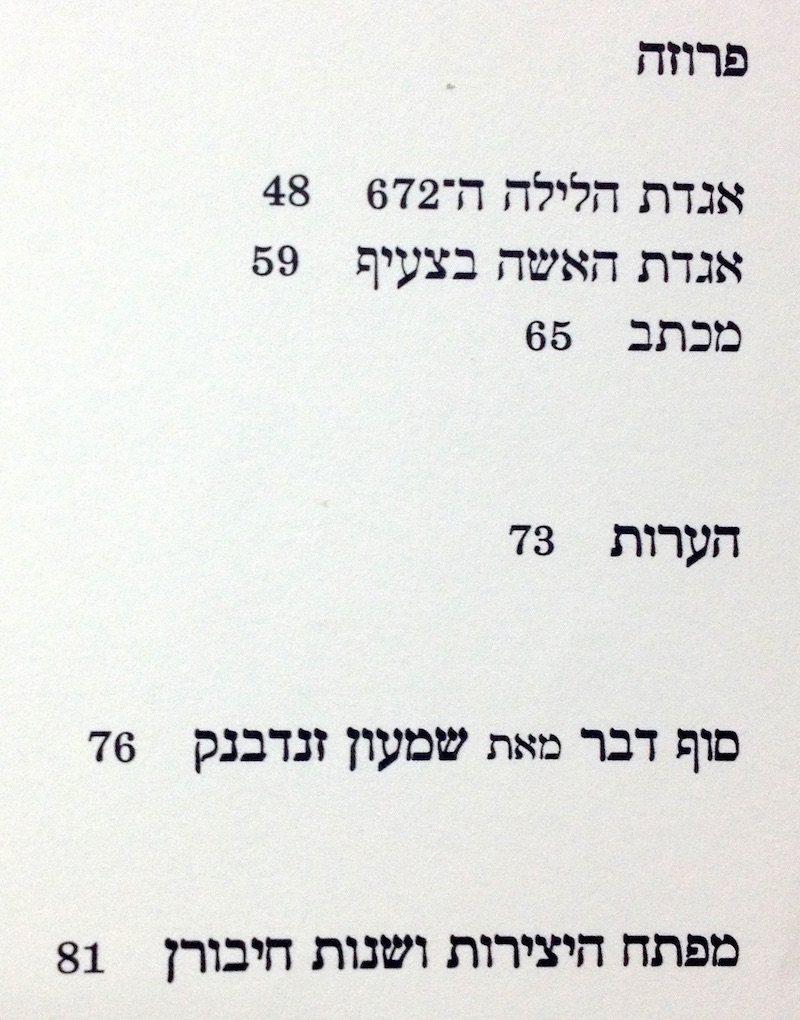 פרוזה
אגדת הלילה ה־672 48
אגדת האשה בצעיף 59
מכתב 65
הערות 73
סוף דבר מאת שמעון זנדבנק 76
מפתח היצירות ושנות חיבורן 81